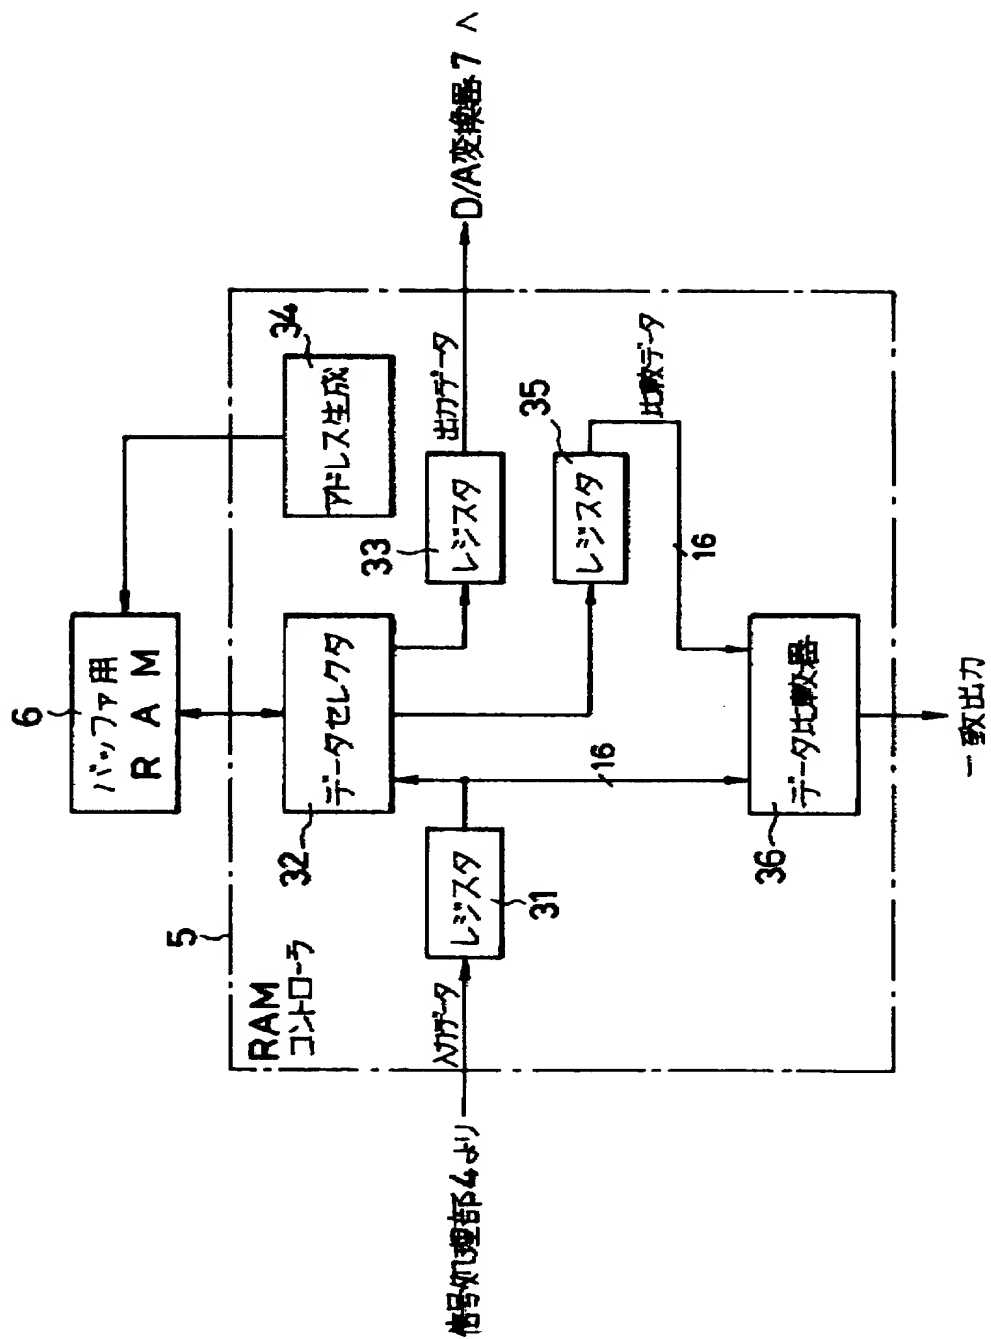 6
バッファ用
RAM
5
RAM
コントローラ
32
データセレクタ
34
アドレス生成
信号処理部4より
入力データ
レジスタ
31
33
レジスタ
出力データ
D/A変換器7へ
35
レジスタ
比較データ
16
16
36
データ比較器
一致出力